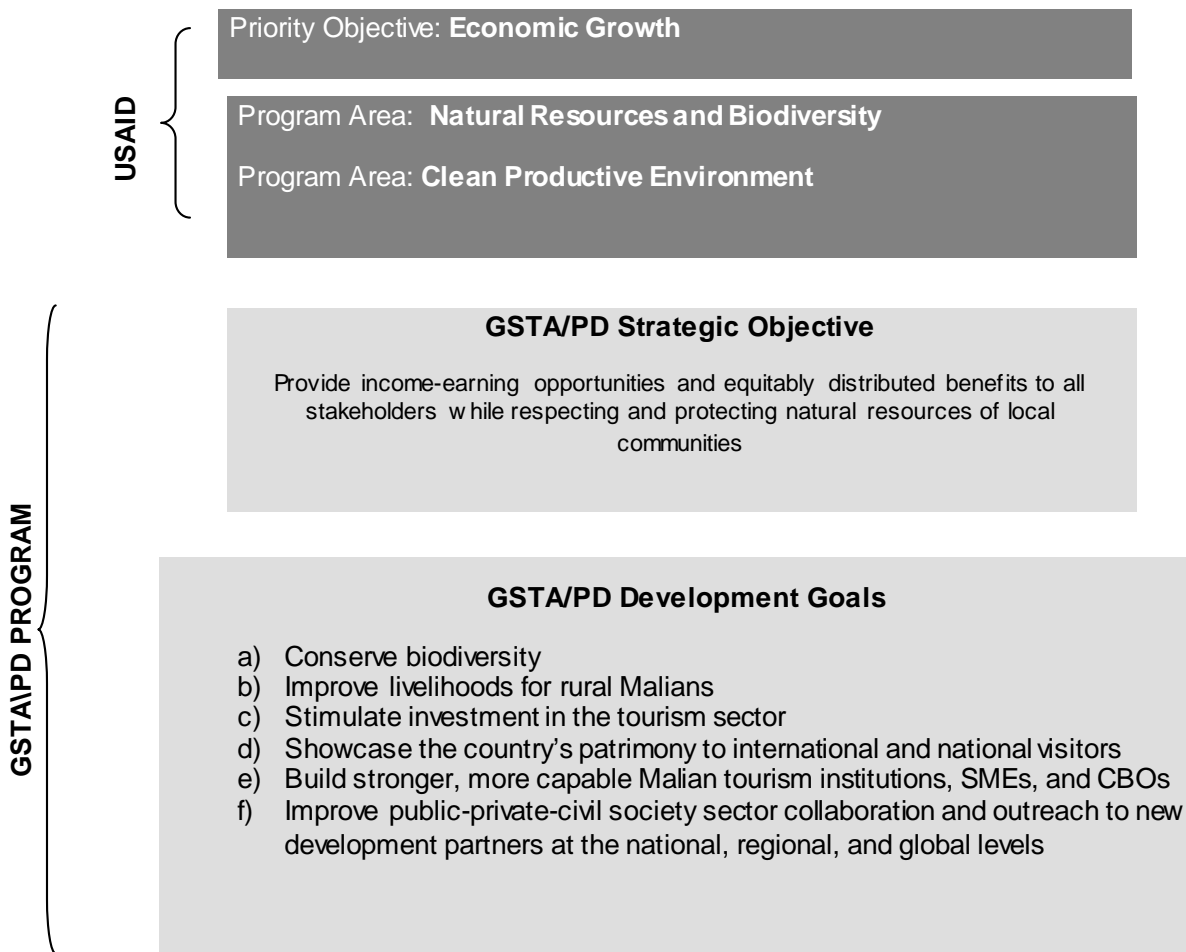 USAID
Priority Objective: Economic Growth
Program Area: Natural Resources and Biodiversity
Program Area: Clean Productive Environment
GSTA\PD PROGRAM
GSTA/PD Strategic Objective
Provide income-earning opportunities and equitably distributed benefits to all
stakeholders while respecting and protecting natural resources of local
communities
GSTA/PD Development Goals
a) Conserve biodiversity
b) Improve livelihoods for rural Malians
c) Stimulate investment in the tourism sector
d) Showcase the country's patrimony to international and national visitors
e) Build stronger, more capable Malian tourism institutions, SMEs, and CBOs
f) Improve public-private-civil society sector collaboration and outreach to new
development partners at the national, regional, and global levels